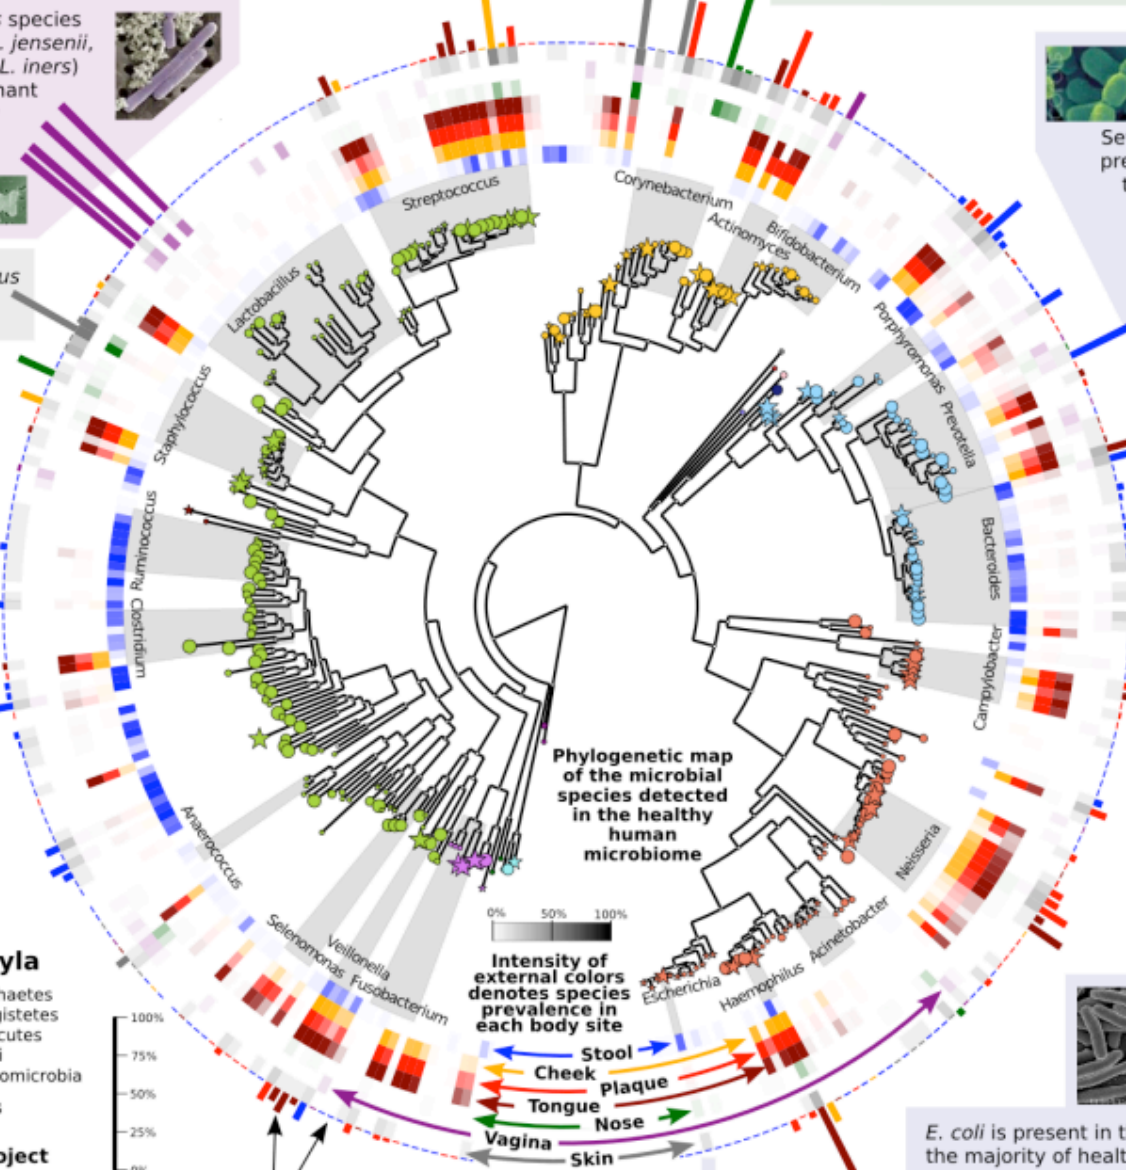 species
. jensenii,
L. iners)
nant
us
Se
pre
t
Streptococcus
Lactobacillus
Staphylococcus
Ruminococcus
Clostridium
Anaerococcus
Selenomonas
Veillonella
Fusobacterium
Corynebacterium
Actinomyces
Bifidobacterium
Porphyromonas
Prevotella
Bacteroides
Campylobacter
Neisseria
Acinetobacter
Haemophilus
Escherichia
Phylogenetic map
of the microbial
species detected
in the healthy
human
microbiome
0% 50% 100%
Intensity of
external colors
denotes species
prevalence in
each body site
Stool
Cheek
Plaque
Tongue
Nose
Vagina
Skin
yla
haetes
gistetes
cutes
i
omicrobia
s
oject
100%
75%
50%
25%
0%
E. coli is present in t
the majority of healt